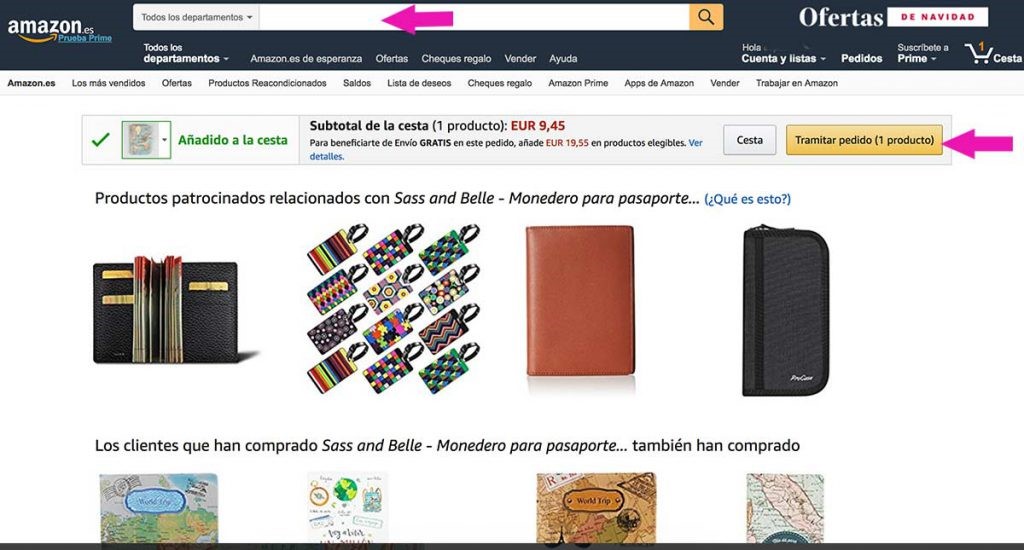 Todos los departamentos
amazon.es
Prueba Prime
Ofertas DE NAVIDAD
Todos los
departamentos
Amazon.es de esperanza Ofertas Cheques regalo Vender Ayuda
Hola
Cuenta y listas
Pedidos
Suscríbete a
Prime
1
Cesta
Amazon.es Los más vendidos Ofertas Productos Reacondicionados Saldos Lista de deseos Cheques regalo Amazon Prime Apps de Amazon Vender Trabajar en Amazon
Añadido a la cesta
Subtotal de la cesta (1 producto): EUR 9,45
Para beneficiarte de Envío GRATIS en este pedido, añade EUR 19,55 en productos elegibles. Ver
detalles.
Cesta
Tramitar pedido (1 producto)
Productos patrocinados relacionados con Sass and Belle - Monedero para pasaporte... (¿Qué es esto?)
ProCase
Los clientes que han comprado Sass and Belle - Monedero para pasaporte... también han comprado
World Trip
World Trip